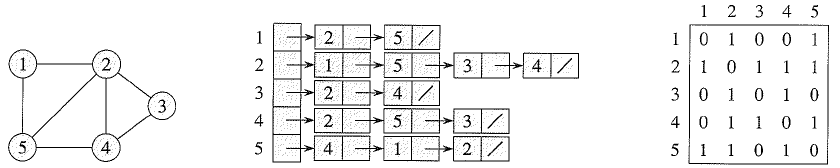 1 2 3 5 4
1 2 5
2 1 5 3 4
3 2 4
4 2 5 3
5 4 1 2
1 2 3 4 5
1 0 1 0 0 1
2 1 0 1 1 1
3 0 1 0 1 0
4 0 1 1 0 1
5 1 1 0 1 0